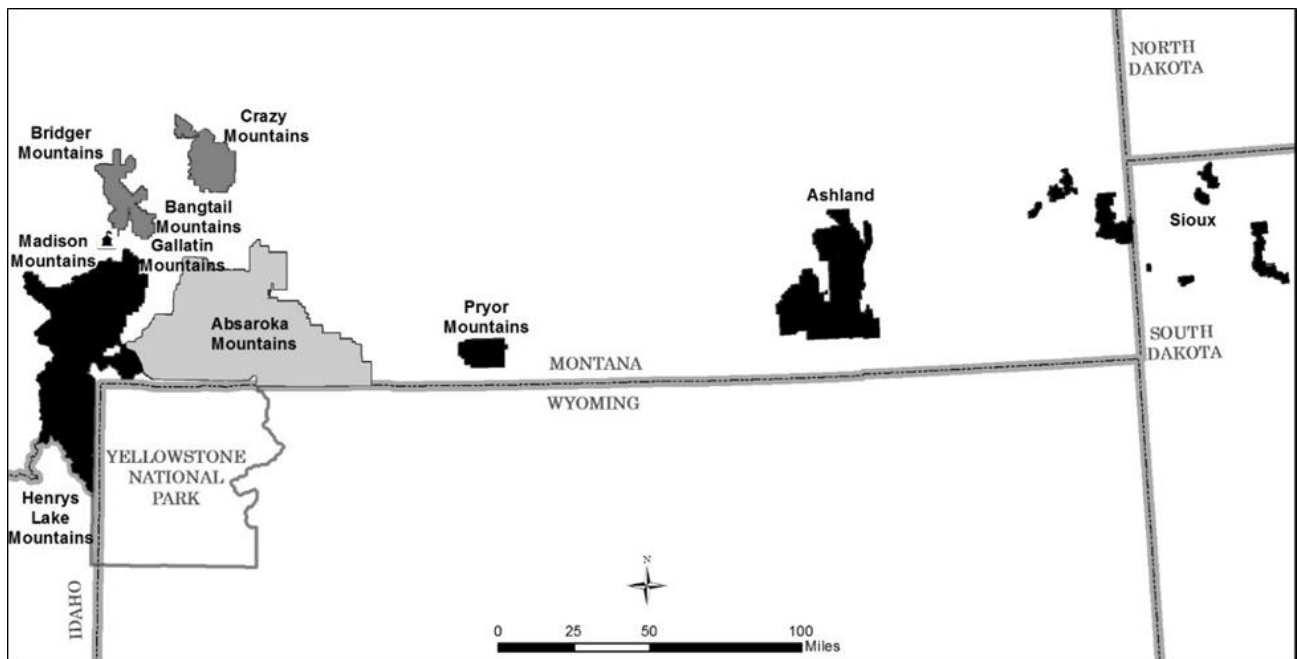 NORTH
DAKOTA
Crazy
Mountains
Bridger
Mountains
Ashland
Bangtail
Mountains
Sioux
Madison
Mountains
Gallatin
Mountains
Pryor
Mountains
Absaroka
Mountains
SOUTH
DAKOTA
MONTANA
WYOMING
YELLOWSTONE
NATIONAL
PARK
Henrys
Lake
Mountains
IDAHO
N
0 25 50 100
Miles